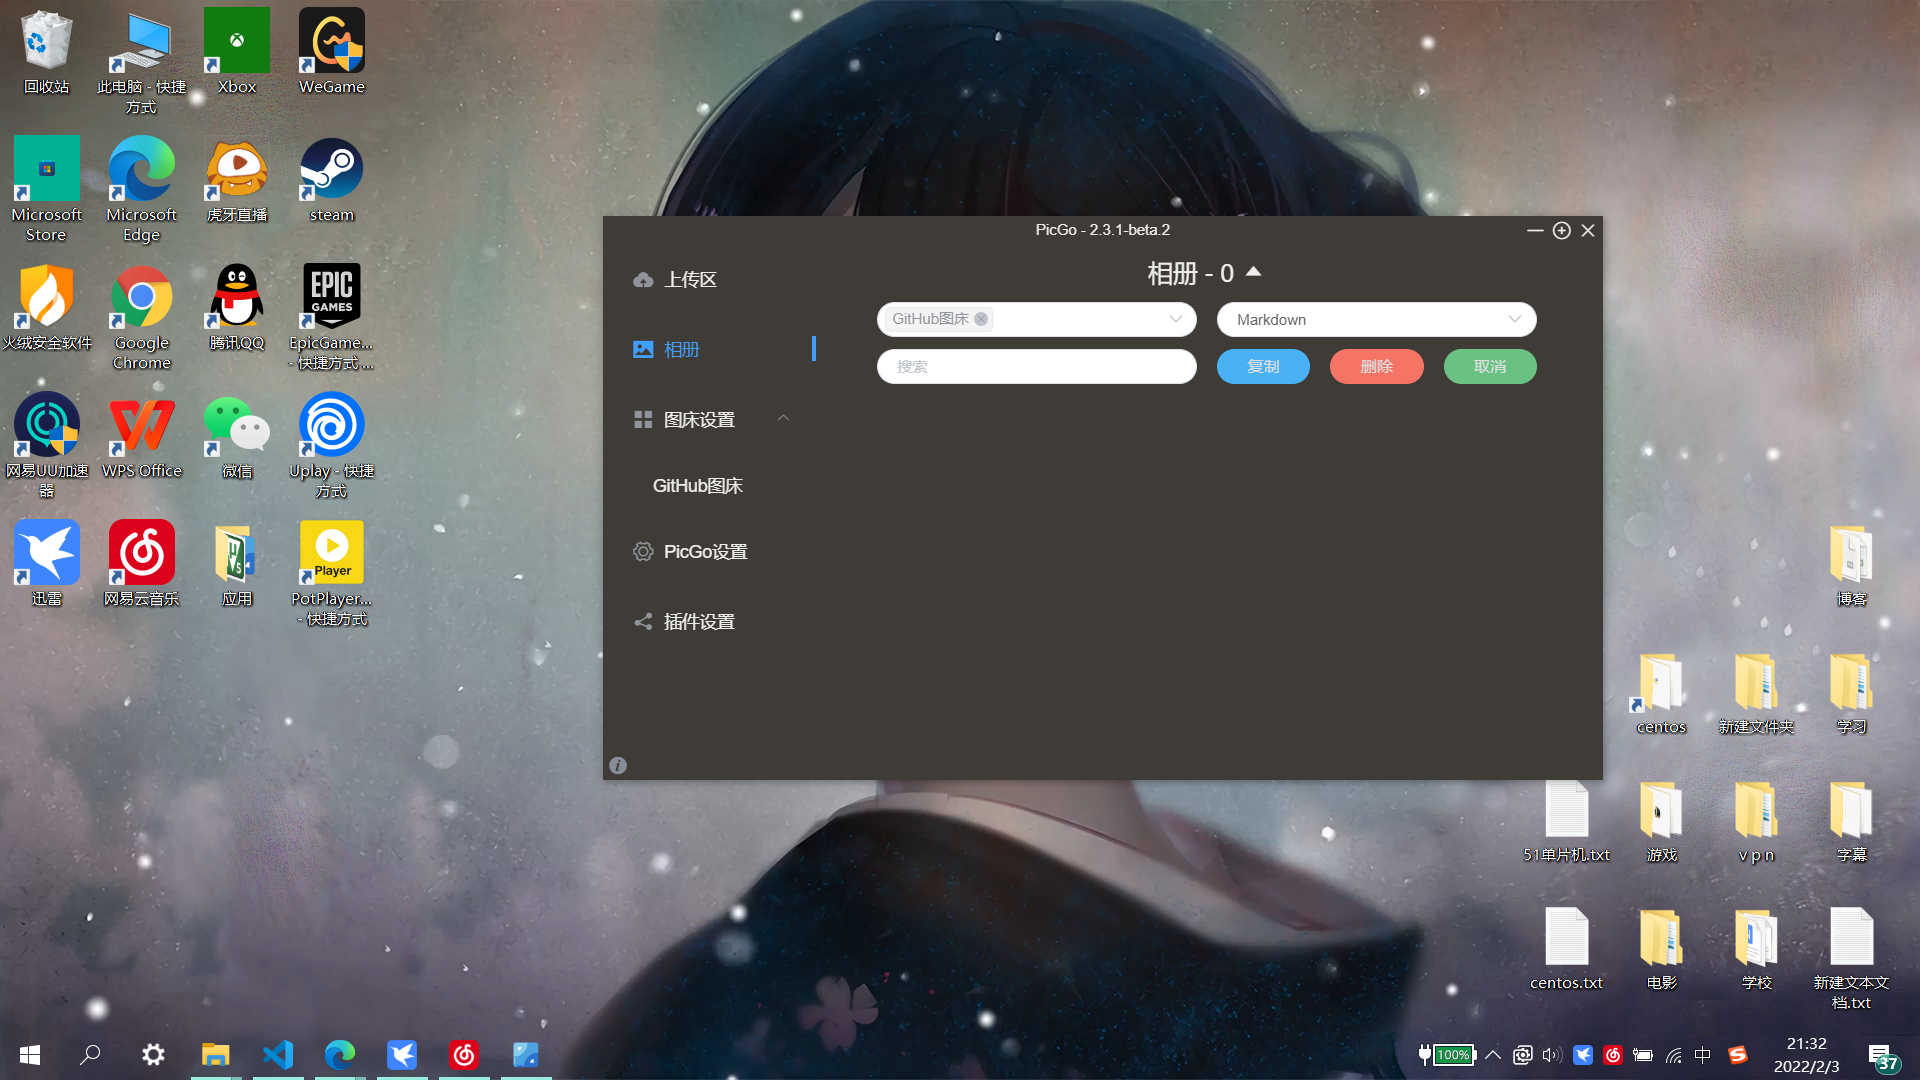 回收站
此电脑 - 快捷
方式
Xbox
WeGame
Microsoft
Store
Microsoft
Edge
虎牙直播
steam
火绒安全软件
Google
Chrome
腾讯QQ
EPIC
GAMES
EpicGame...
- 快捷方式 ...
网易UU加速
器
WPS Office
微信
Uplay - 快捷
方式
迅雷
网易云音乐
应用
Player
PotPlayer...
- 快捷方式
PicGo - 2.3.1-beta.2
上传区
相册
图床设置
GitHub图床
PicGo设置
插件设置
相册 - 0
GitHub图床
Markdown
搜索
复制
删除
取消
博客
centos
新建文件夹
学习
51单片机.txt
游戏
v p n
字幕
centos.txt
电影
学校
新建文本文
档.txt
100%
中
21:32
2022/2/3
37